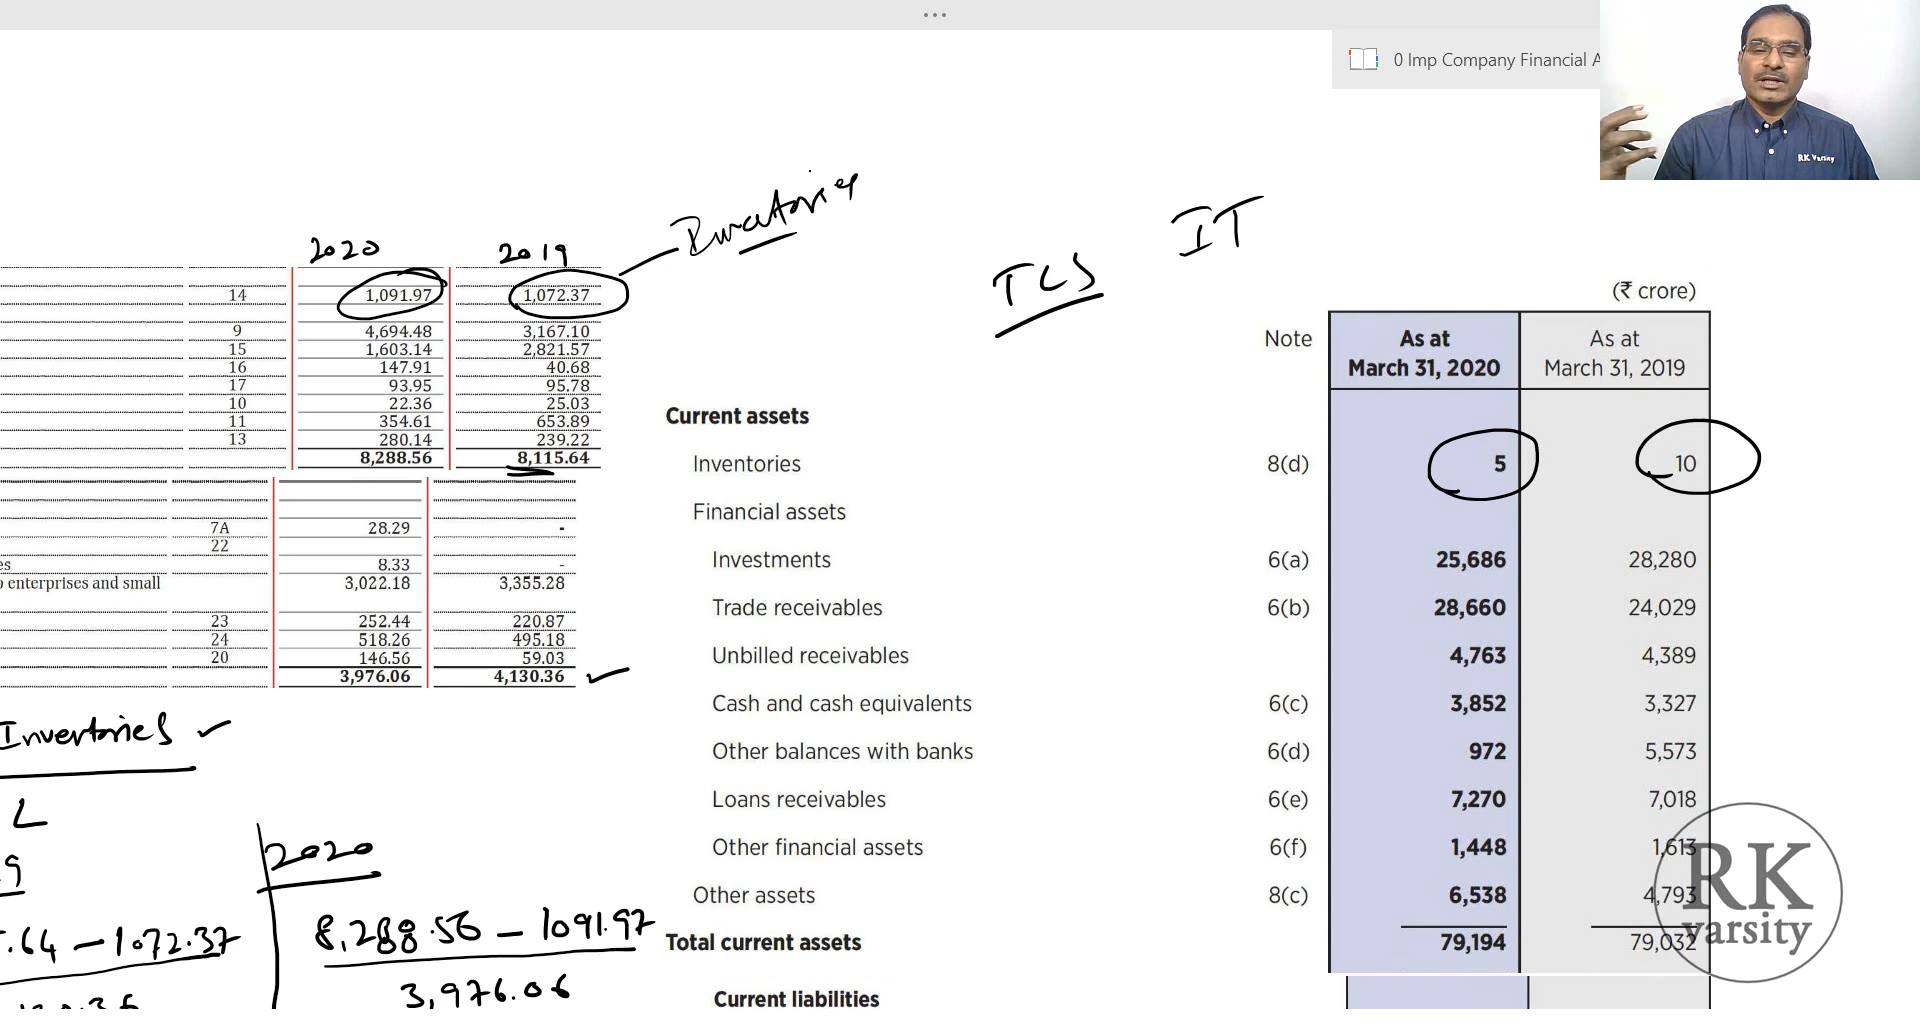 0 Imp Company Financial A
RK Varsity
2020 2019
Inventories
TCS
IT
14 1,091.97 1,072.37
9 4,694.48 3,167.10
15 1,603.14 2,821.57
16 147.91 40.68
17 93.95 95.78
10 22.36 25.03
11 354.61 653.89
13 280.14 239.22
8,288.56 8,115.64
7A 28.29 -
22
es 8.33 -
enterprises and small 3,022.18 3,355.28
23 252.44 220.87
24 518.26 495.18
20 146.56 59.03
3,976.06 4,130.36
Inventories
L
9
2020
.64 - 1072.37
8,288.56 - 1091.97
3,976.06
(₹ crore)
Note As at March 31, 2020 As at March 31, 2019
Current assets
Inventories 8(d) 5 10
Financial assets
Investments 6(a) 25,686 28,280
Trade receivables 6(b) 28,660 24,029
Unbilled receivables 4,763 4,389
Cash and cash equivalents 6(c) 3,852 3,327
Other balances with banks 6(d) 972 5,573
Loans receivables 6(e) 7,270 7,018
Other financial assets 6(f) 1,448 1,613
Other assets 8(c) 6,538 4,793
Total current assets 79,194 79,032
Current liabilities
RK
varsity